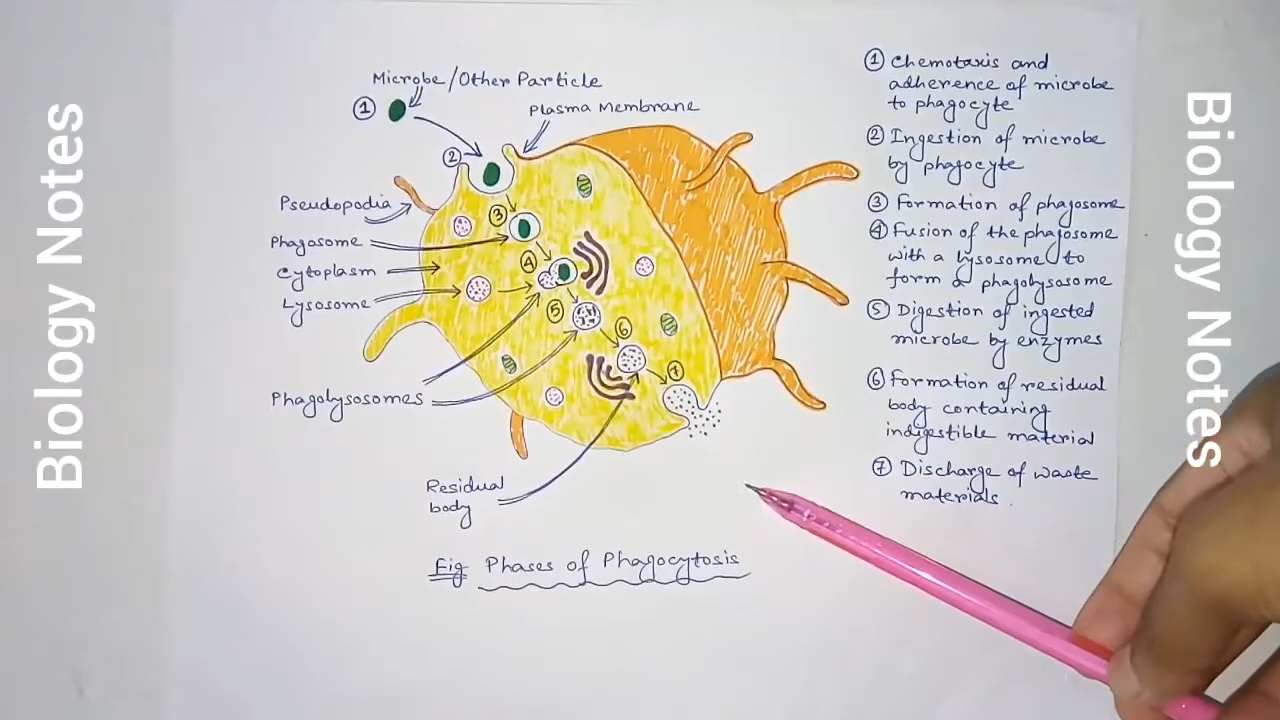 Biology Notes
Microbe/Other Particle
①
Plasma Membrane
②
Pseudopodia
③
Phagosome
④
Cytoplasm
Lysosome
⑤
⑥
⑦
Phagolysosomes
Residual
body
Fig Phases of Phagocytosis
① Chemotaxis and
adherence of microbe
to phagocyte
② Ingestion of microbe
by phagocyte
③ Formation of phagosome
④ Fusion of the phagosome
with a lysosome to
form a phagolysosome
⑤ Digestion of ingested
microbe by enzymes
⑥ Formation of residual
body containing
indigestible material
⑦ Discharge of waste
materials.
Biology Notes